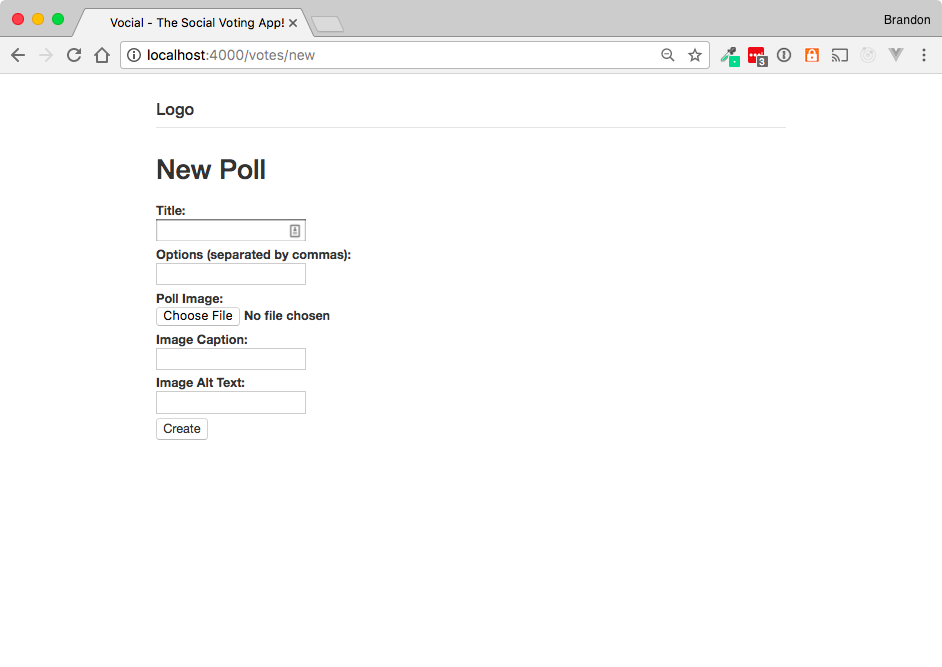 Vocial - The Social Voting App!
Brandon
localhost:4000/votes/new
3
Logo
New Poll
Title:
Options (separated by commas):
Poll Image:
Choose File No file chosen
Image Caption:
Image Alt Text:
Create